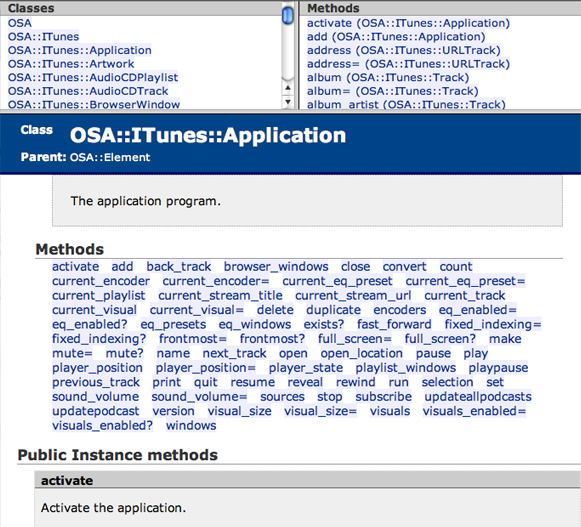 Classes
OSA
OSA::ITunes
OSA::ITunes::Application
OSA::ITunes::Artwork
OSA::ITunes::AudioCDPlaylist
OSA::ITunes::AudioCDTrack
OSA::ITunes::BrowserWindow
Methods
activate (OSA::ITunes::Application)
add (OSA::ITunes::Application)
address (OSA::ITunes::URLTrack)
address= (OSA::ITunes::URLTrack)
album (OSA::ITunes::Track)
album= (OSA::ITunes::Track)
album_artist (OSA::ITunes::Track)
Class OSA::ITunes::Application
Parent: OSA::Element
The application program.
Methods
activate add back_track browser_windows close convert count
current_encoder current_encoder= current_eq_preset current_eq_preset=
current_playlist current_stream_title current_stream_url current_track
current_visual current_visual= delete duplicate encoders eq_enabled=
eq_enabled? eq_presets eq_windows exists? fast_forward fixed_indexing=
fixed_indexing? frontmost= frontmost? full_screen= full_screen? make
mute= mute? name next_track open open_location pause play
player_position player_position= player_state playlist_windows playpause
previous_track print quit resume reveal rewind run selection set
sound_volume sound_volume= sources stop subscribe updateallpodcasts
updatepodcast version visual_size visual_size= visuals visuals_enabled=
visuals_enabled? windows
Public Instance methods
activate
Activate the application.